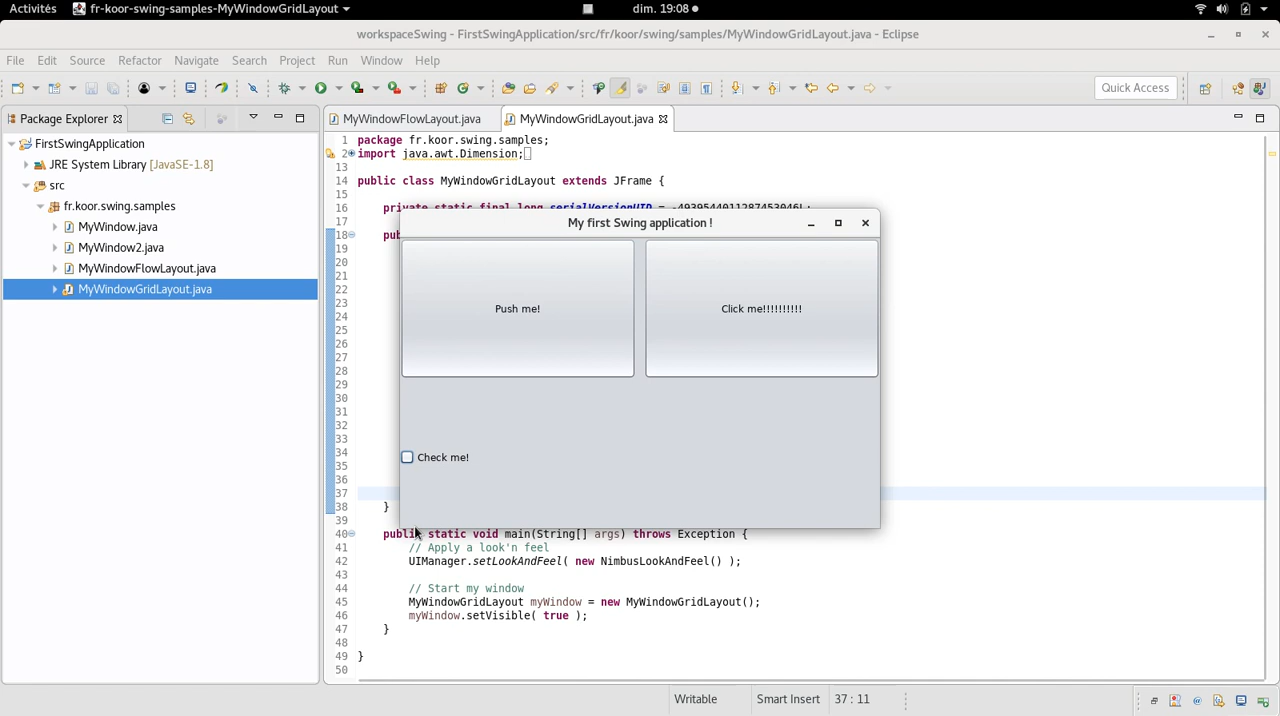 Activités fr-koor-swing-samples-MyWindowGridLayout dim. 19:08
workspaceSwing - FirstSwingApplication/src/fr/koor/swing/samples/MyWindowGridLayout.java - Eclipse
File Edit Source Refactor Navigate Search Project Run Window Help
Quick Access
Package Explorer
FirstSwingApplication
JRE System Library [JavaSE-1.8]
src
fr.koor.swing.samples
MyWindow.java
MyWindow2.java
MyWindowFlowLayout.java
MyWindowGridLayout.java
MyWindowFlowLayout.java MyWindowGridLayout.java
1 package fr.koor.swing.samples;
2 import java.awt.Dimension;
13
14 public class MyWindowGridLayout extends JFrame {
15
16 private static final long serialVersionUID = -4939544011287453046L;
17
18
19
20
21
22
23
24
25
26
27
28
29
30
31
32
33
34
35
36
37
38 }
39
40 public static void main(String[] args) throws Exception {
41 // Apply a look'n feel
42 UIManager.setLookAndFeel( new NimbusLookAndFeel() );
43
44 // Start my window
45 MyWindowGridLayout myWindow = new MyWindowGridLayout();
46 myWindow.setVisible( true );
47 }
48
49 }
50
My first Swing application !
Push me!
Click me!!!!!!!!!!
Check me!
Writable Smart Insert 37 : 11